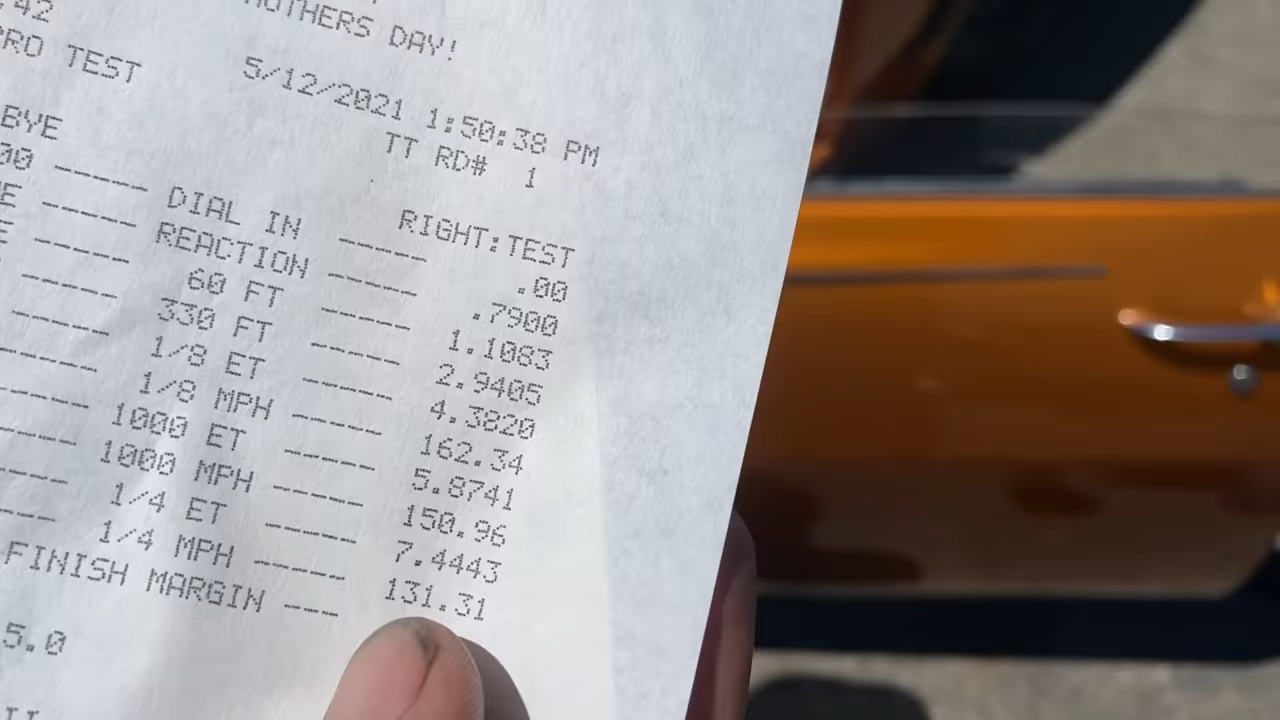 MOTHERS DAY!
42 5/12/2021 1:50:38 PM
PRO TEST TT RD# 1
BYE RIGHT:TEST
00 ------ DIAL IN ------ .00
E ------ REACTION ------ .7900
E ------ 60 FT ------ 1.1083
------ 330 FT ------ 2.9405
------ 1/8 ET ------ 4.3820
------ 1/8 MPH ------ 162.34
------ 1000 ET ------ 5.8741
------ 1000 MPH ------ 150.96
------ 1/4 ET ------ 7.4443
------ 1/4 MPH ------ 131.31
FINISH MARGIN ----
5.0